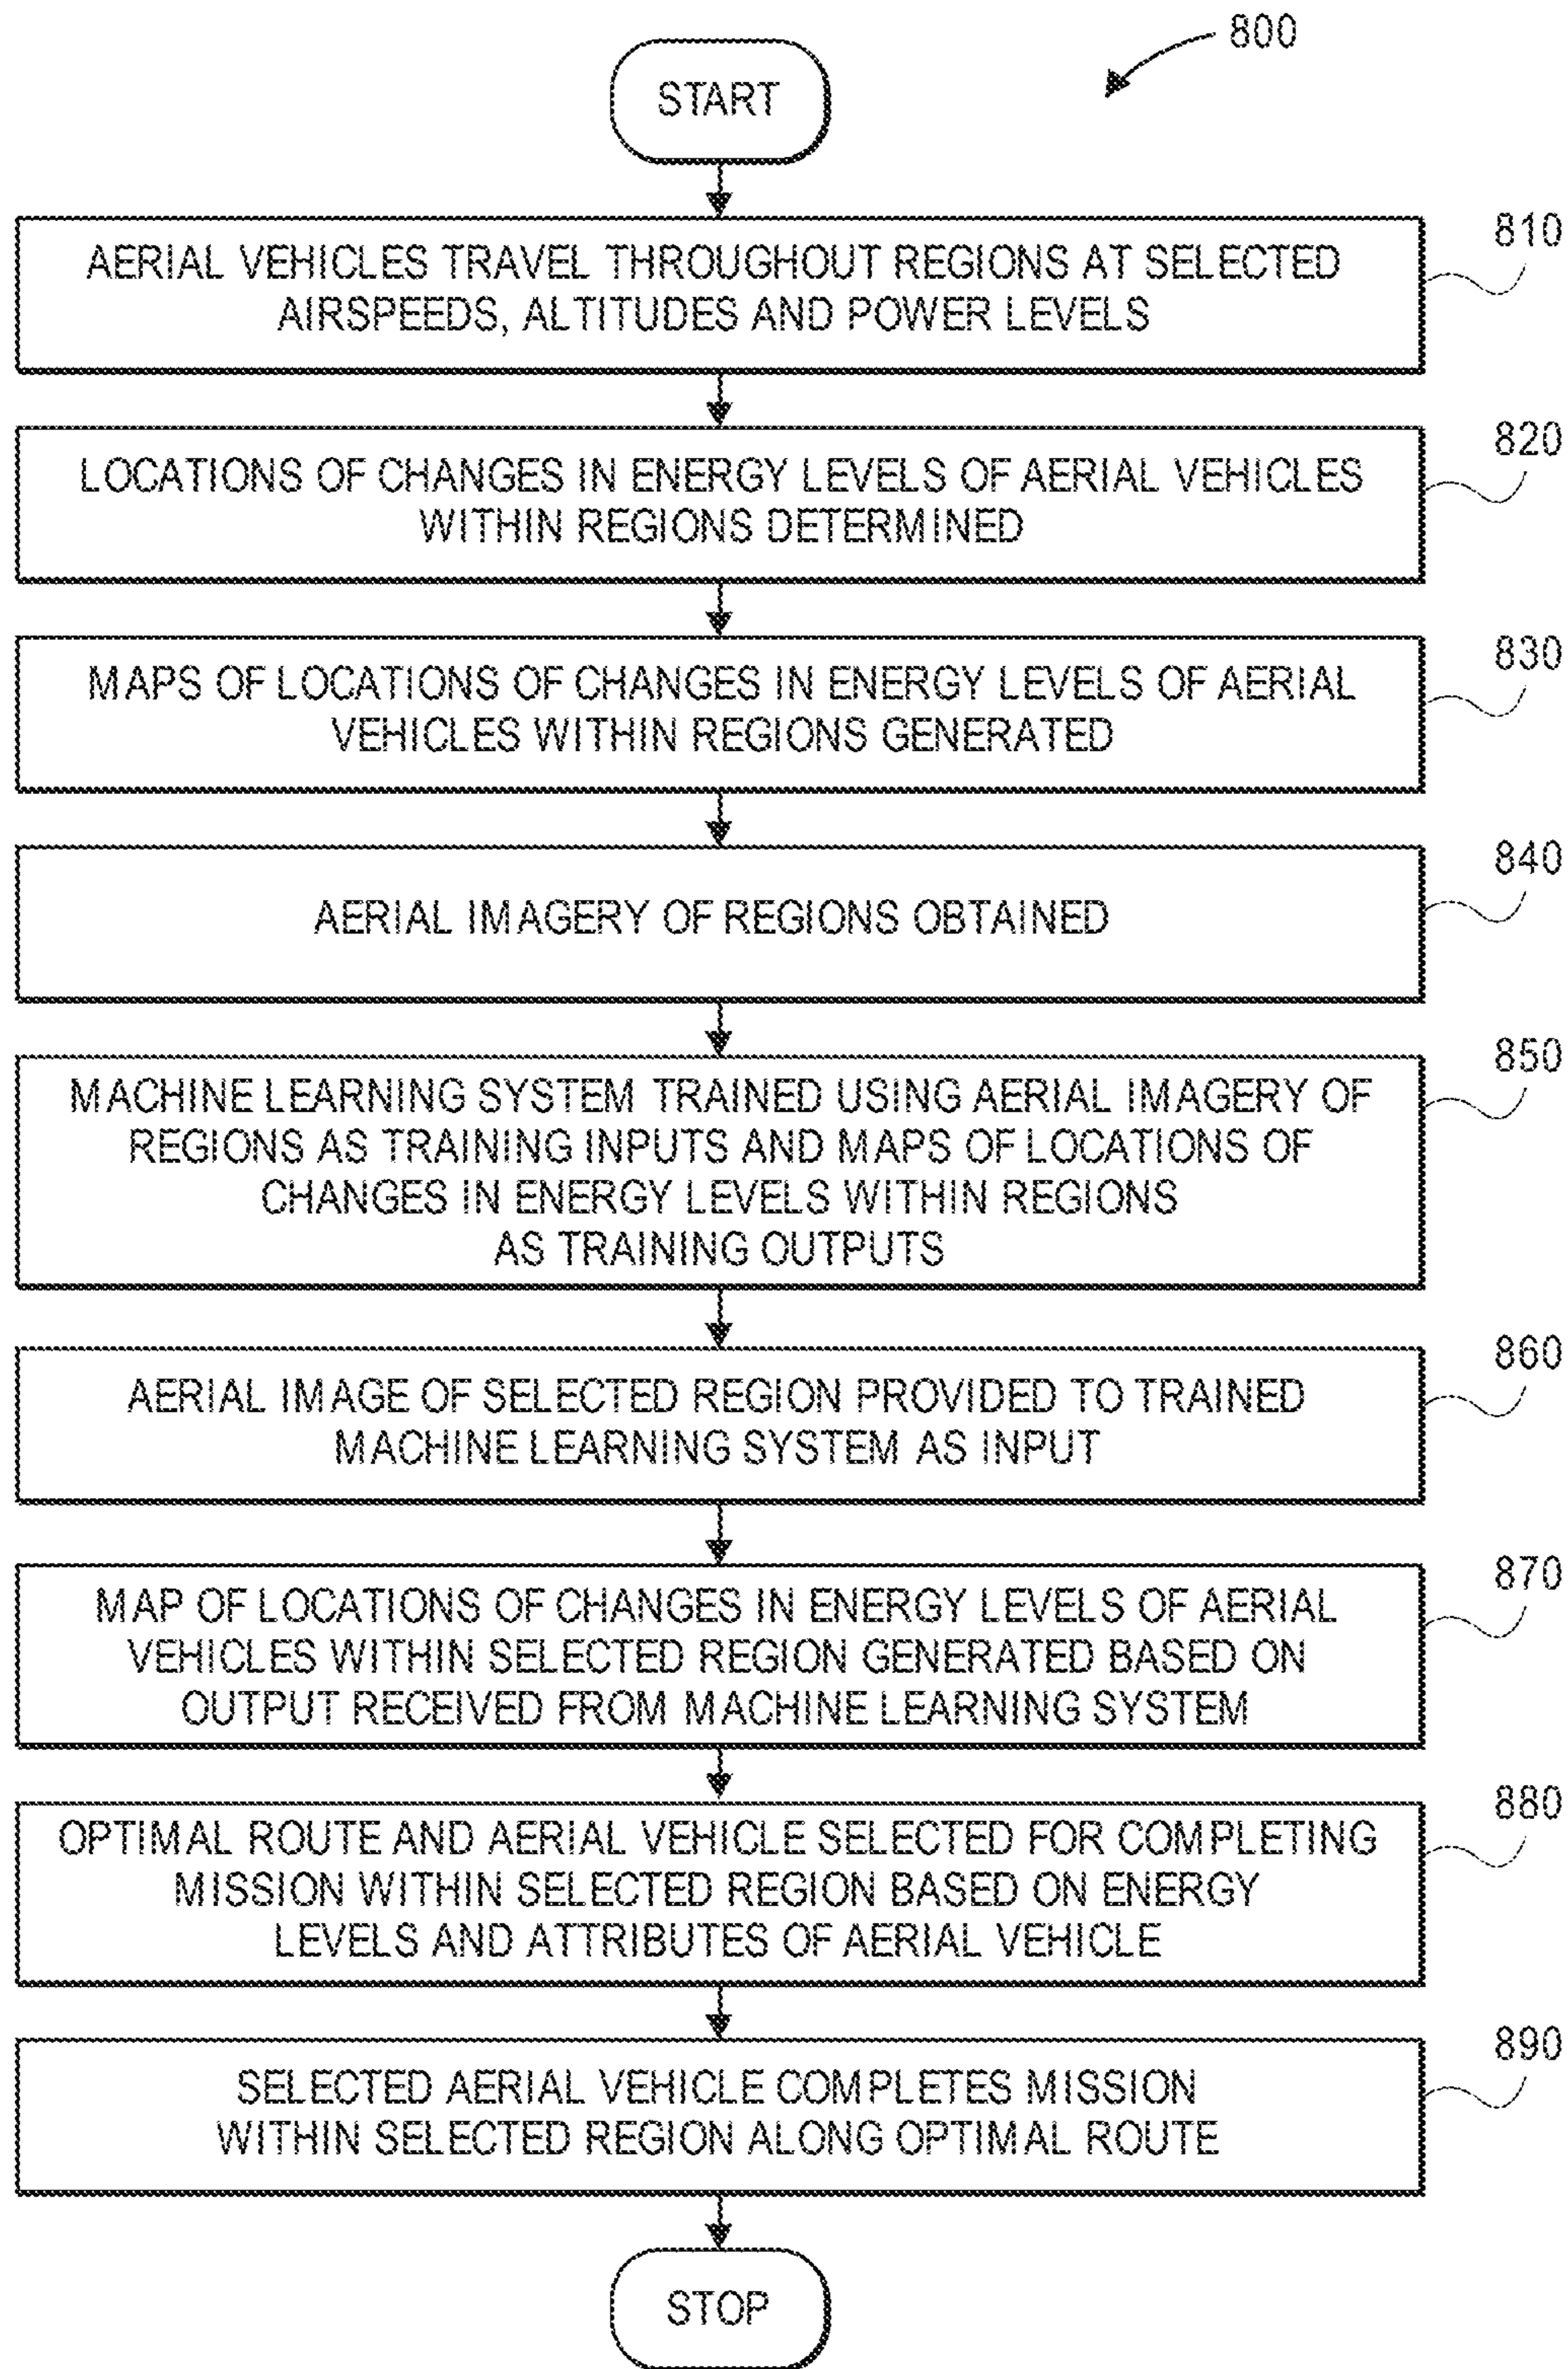 800
START
810
AERIAL VEHICLES TRAVEL THROUGHOUT REGIONS AT SELECTED
AIRSPEEDS, ALTITUDES AND POWER LEVELS
820
LOCATIONS OF CHANGES IN ENERGY LEVELS OF AERIAL VEHICLES
WITHIN REGIONS DETERMINED
830
MAPS OF LOCATIONS OF CHANGES IN ENERGY LEVELS OF AERIAL
VEHICLES WITHIN REGIONS GENERATED
840
AERIAL IMAGERY OF REGIONS OBTAINED
850
MACHINE LEARNING SYSTEM TRAINED USING AERIAL IMAGERY OF
REGIONS AS TRAINING INPUTS AND MAPS OF LOCATIONS OF
CHANGES IN ENERGY LEVELS WITHIN REGIONS
AS TRAINING OUTPUTS
860
AERIAL IMAGE OF SELECTED REGION PROVIDED TO TRAINED
MACHINE LEARNING SYSTEM AS INPUT
870
MAP OF LOCATIONS OF CHANGES IN ENERGY LEVELS OF AERIAL
VEHICLES WITHIN SELECTED REGION GENERATED BASED ON
OUTPUT RECEIVED FROM MACHINE LEARNING SYSTEM
880
OPTIMAL ROUTE AND AERIAL VEHICLE SELECTED FOR COMPLETING
MISSION WITHIN SELECTED REGION BASED ON ENERGY
LEVELS AND ATTRIBUTES OF AERIAL VEHICLE
890
SELECTED AERIAL VEHICLE COMPLETES MISSION
WITHIN SELECTED REGION ALONG OPTIMAL ROUTE
STOP